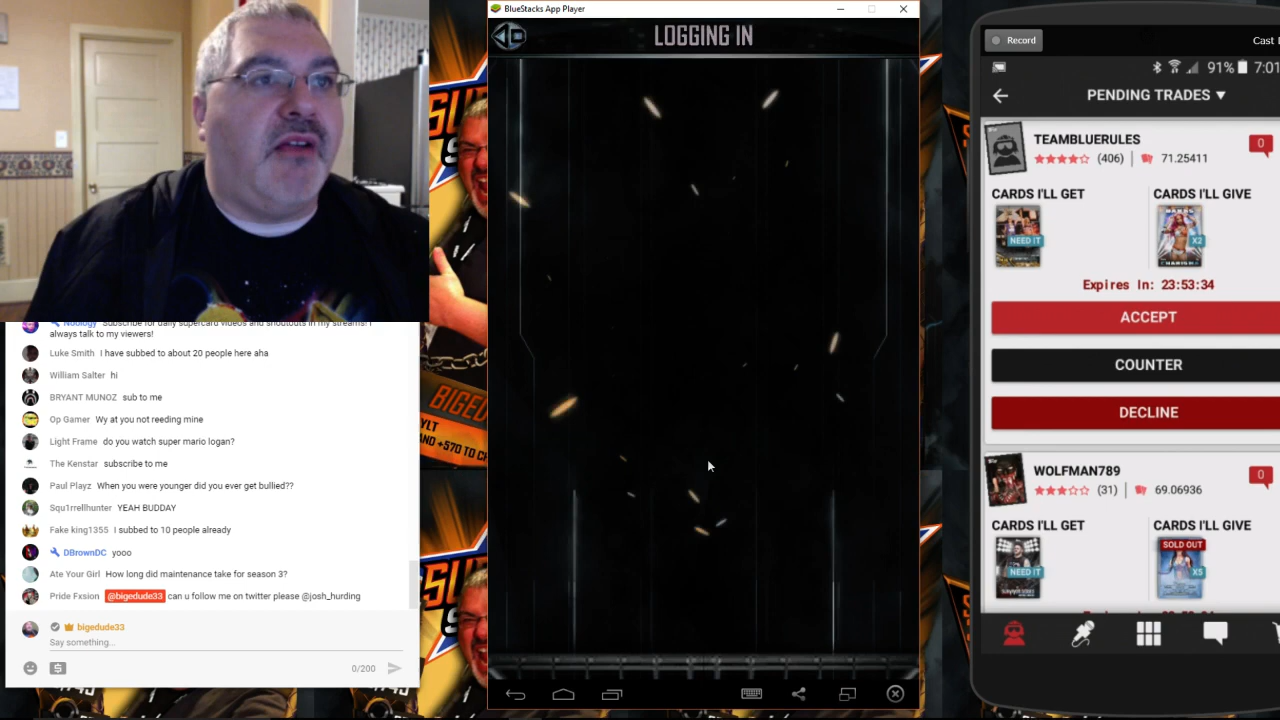 BlueStacks App Player
LOGGING IN
Record
Cast
91%
7:01
PENDING TRADES ▼
TEAMBLUERULES
0
(406)
71.25411
CARDS I'LL GET
CARDS I'LL GIVE
NEED IT
X2
Expires In: 23:53:34
ACCEPT
COUNTER
DECLINE
WOLFMAN789
0
(31)
69.06936
CARDS I'LL GET
CARDS I'LL GIVE
SOLD OUT
NEED IT
X5
Noology Subscribe for daily supercard videos and shoutouts in my streams! I
always talk to my viewers!
Luke Smith I have subbed to about 20 people here aha
William Salter hi
BRYANT MUNOZ sub to me
Op Gamer Wy at you not reeding mine
Light Frame do you watch super mario logan?
The Kenstar subscribe to me
Paul Playz When you were younger did you ever get bullied??
Squ1rrellhunter YEAH BUDDAY
Fake king1355 I subbed to 10 people already
DBrownDC yooo
Ate Your Girl How long did maintenance take for season 3?
Pride Fxsion @bigedude33 can u follow me on twitter please @josh_hurding
bigedude33
Say something...
0/200